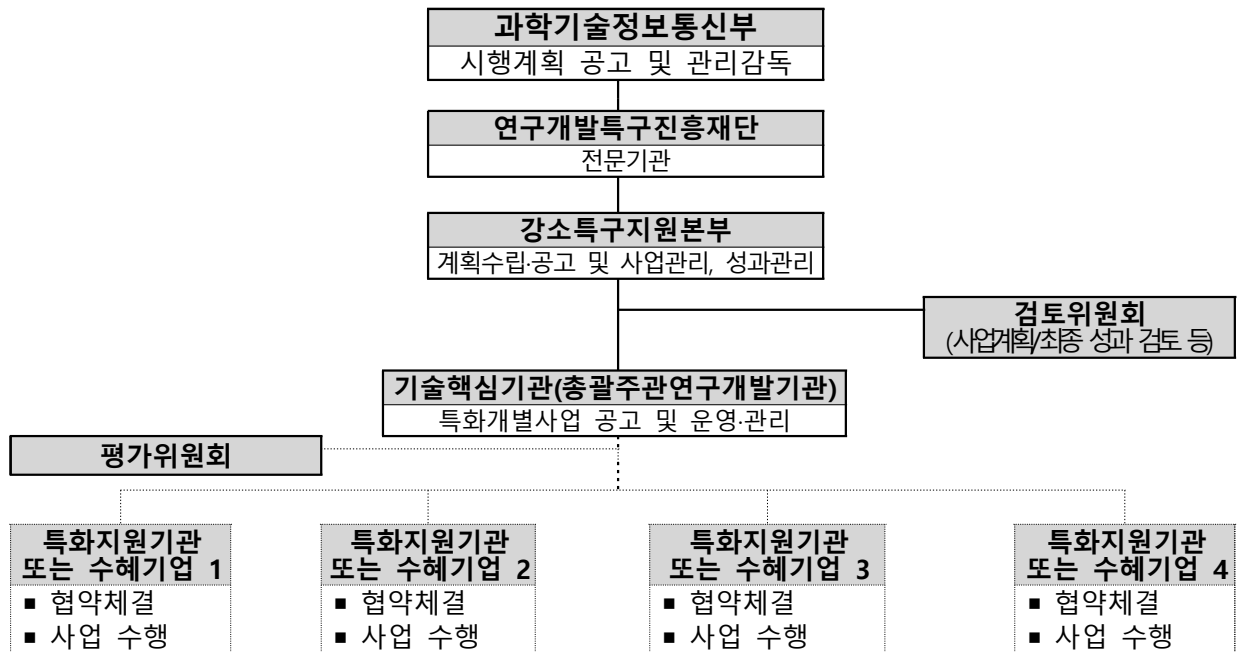 과학기술정보통신부
시행계획 공고 및 관리감독
연구개발특구진흥재단
전문기관
강소특구지원본부
계획수립·공고 및 사업관리, 성과관리
검토위원회
(사업계획/최종 성과 검토 등)
기술핵심기관(총괄주관연구개발기관)
특화개별사업 공고 및 운영·관리
평가위원회
특화지원기관
또는 수혜기업 1
■ 협약체결
■ 사업 수행
특화지원기관
또는 수혜기업 2
■ 협약체결
■ 사업 수행
특화지원기관
또는 수혜기업 3
■ 협약체결
■ 사업 수행
특화지원기관
또는 수혜기업 4
■ 협약체결
■ 사업 수행